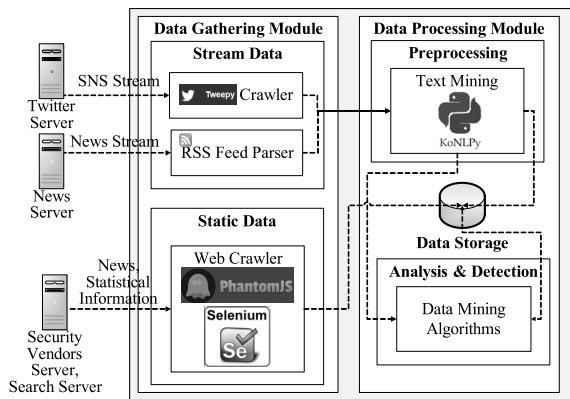 Data Gathering Module
Stream Data
SNS Stream
Tweepy Crawler
Twitter
Server
News Stream
RSS Feed Parser
News
Server
Static Data
News,
Statistical
Information
Web Crawler
PhantomJS
Selenium
Se
Security
Vendors
Server,
Search Server
Data Processing Module
Preprocessing
Text Mining
KoNLPy
Data Storage
Analysis & Detection
Data Mining
Algorithms